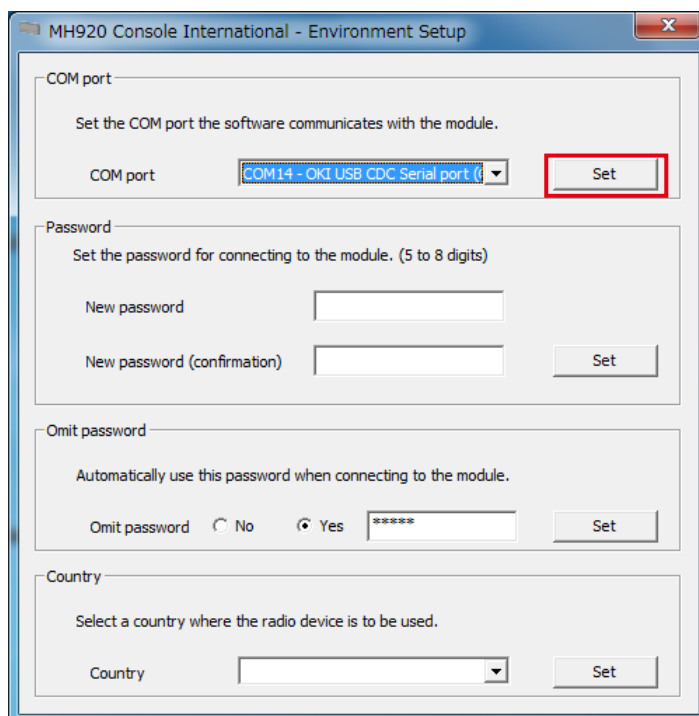 MH920 Console International - Environment Setup
COM port
Set the COM port the software communicates with the module.
COM port COM14 - OKI USB CDC Serial port ( Set
Password
Set the password for connecting to the module. (5 to 8 digits)
New password
New password (confirmation) Set
Omit password
Automatically use this password when connecting to the module.
Omit password No Yes ***** Set
Country
Select a country where the radio device is to be used.
Country Set